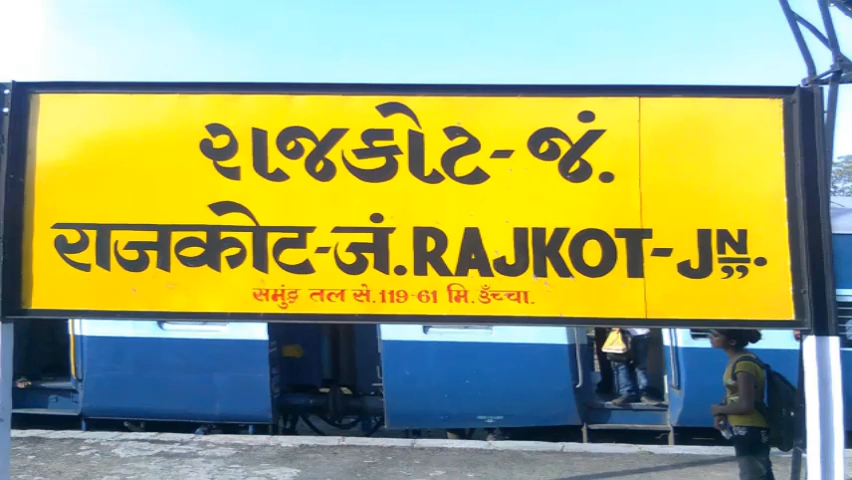 રાજકોટ-જં.
राजकोट-जं. RAJKOT-JN.
समुंद्र तल से. 119-61 मि. उँच्चा.